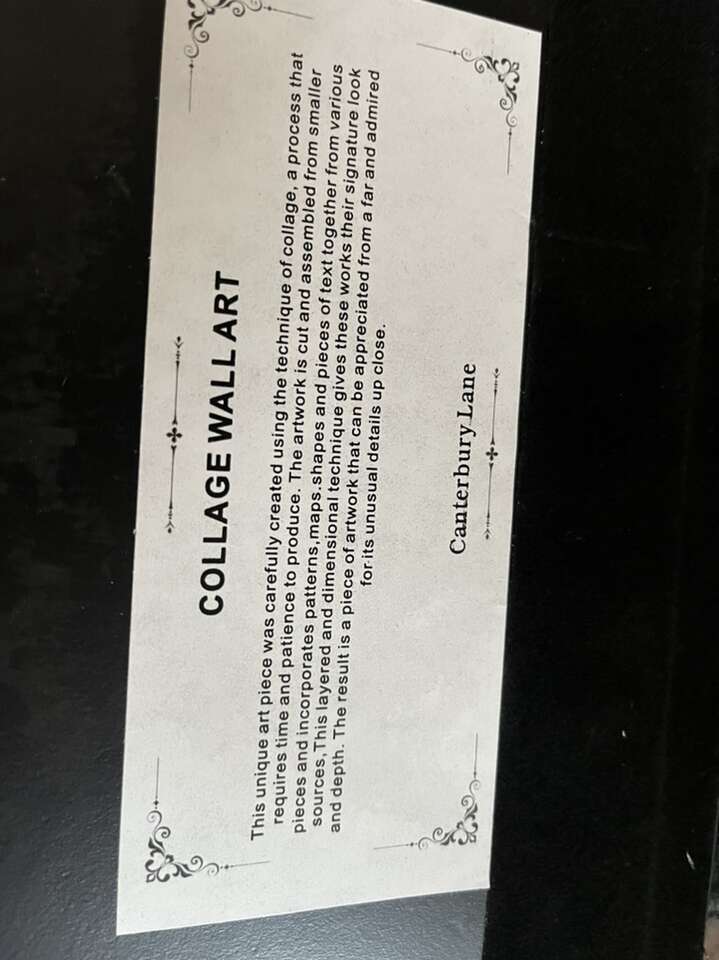 COLLAGE WALL ART
This unique art piece was carefully created using the technique of collage, a process that
requires time and patience to produce. The artwork is cut and assembled from smaller
pieces and incorporates patterns,maps.shapes and pieces of text together from various
sources,This layered and dimensional technique gives these works their signature look
and depth. The result is a piece of artwork that can be appreciated from a far and admired
for its unusual details up close.
Canterbury Lane